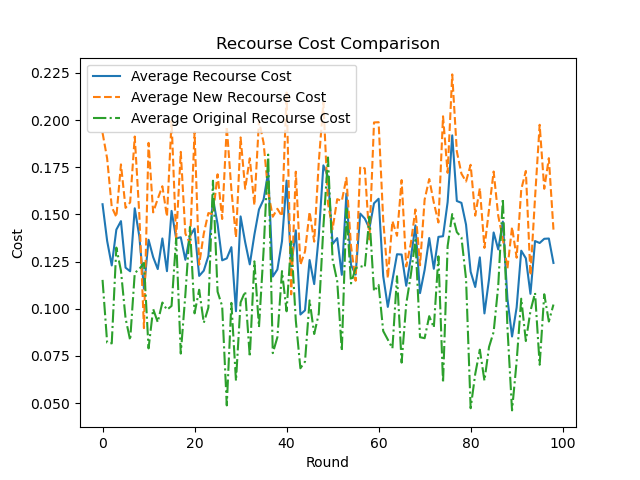 Recourse Cost Comparison
Average Recourse Cost
Average New Recourse Cost
Average Original Recourse Cost
0.225
0.200
0.175
0.150
0.125
0.100
0.075
0.050
Cost
0 20 40 60 80 100
Round